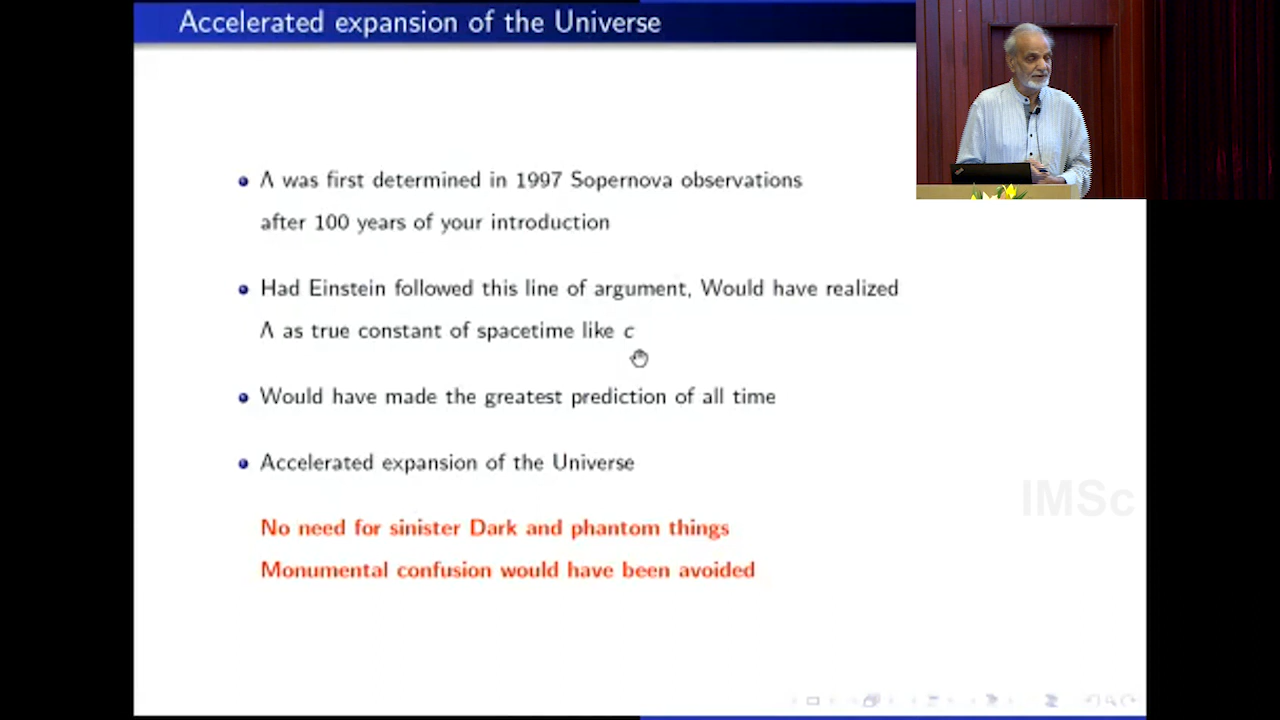 Accelerated expansion of the Universe
Λ was first determined in 1997 Sopernova observations
after 100 years of your introduction
Had Einstein followed this line of argument, Would have realized
Λ as true constant of spacetime like c
Would have made the greatest prediction of all time
Accelerated expansion of the Universe
IMSc
No need for sinister Dark and phantom things
Monumental confusion would have been avoided